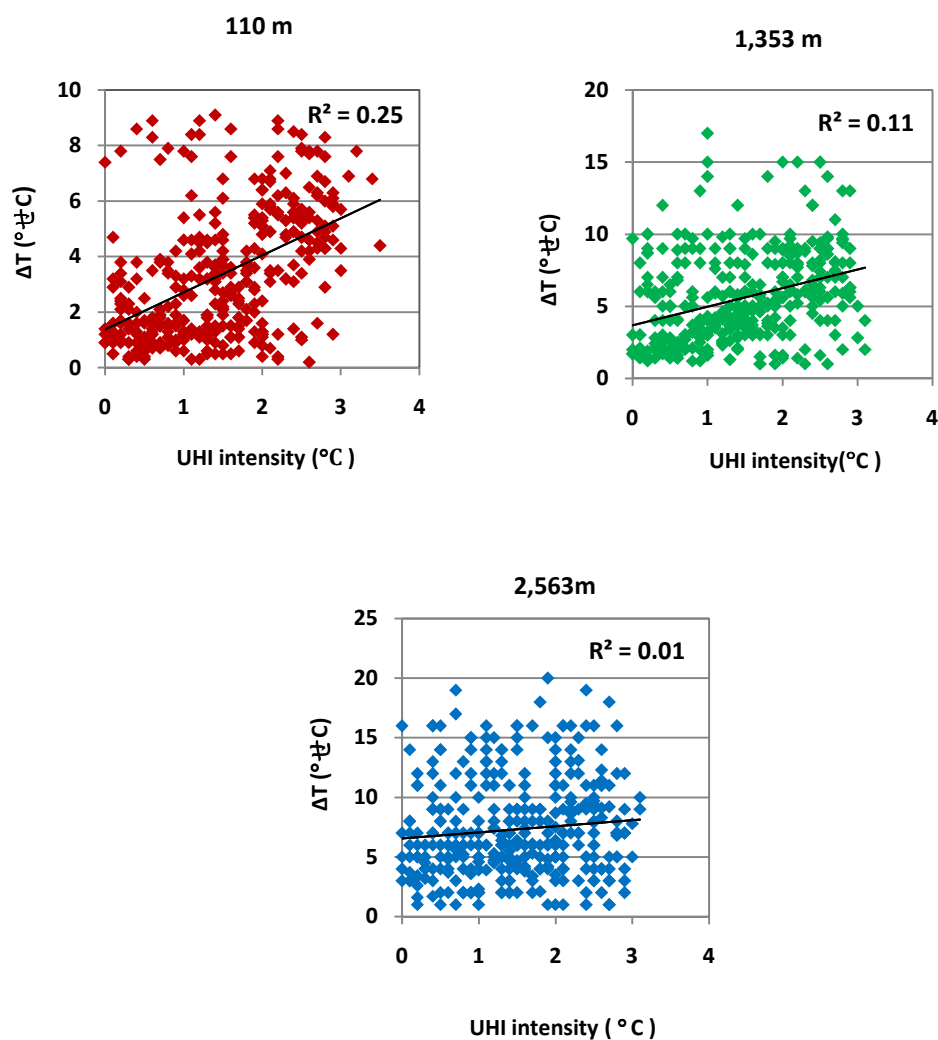 110 m
10
8
6
4
2
0
ΔT (°C)
R² = 0.25
0 1 2 3 4
UHI intensity (°C )
1,353 m
20
15
10
5
0
ΔT (°C)
R² = 0.11
0 1 2 3 4
UHI intensity(°C )
2,563m
25
20
15
10
5
0
ΔT (°C)
R² = 0.01
0 1 2 3 4
UHI intensity ( °C )